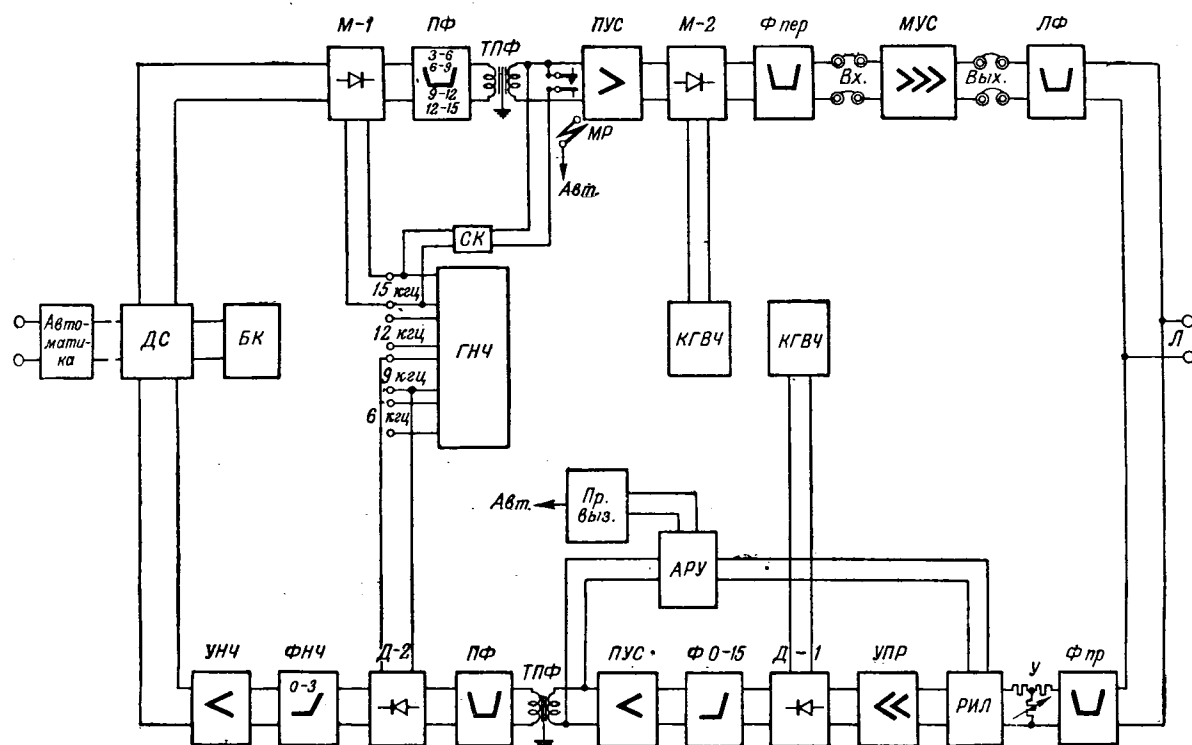 М-1
ПФ
ТПФ
ПУС
М-2
Ф пер
МУС
ЛФ
3-6
6-9
9-12
12-15
>
Вх.
>>>
Вых.
МР
Авт.
СК
15 кгц
12 кгц
9 кгц
6 кгц
ГНЧ
КГВЧ
КГВЧ
Авто-
мати-
ка
ДС
БК
Л
Авт.
Пр.
выз.
АРУ
УНЧ
ФНЧ
Д-2
ПФ
ТПФ
ПУС
Ф 0-15
Д-1
УПР
У
Ф пр
<
0-3
<
<<
РИЛ